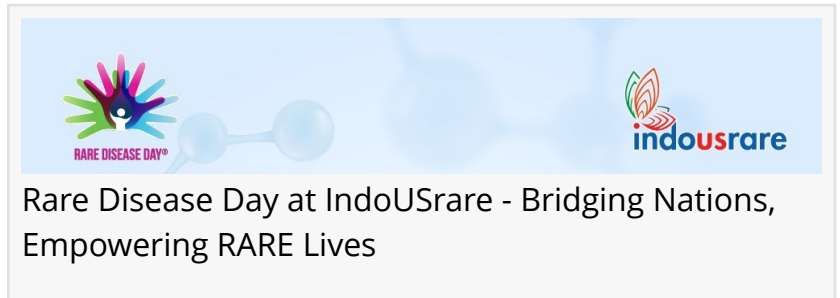 RARE DISEASE DAY®
indousrare
Rare Disease Day at IndoUSrare - Bridging Nations,
Empowering RARE Lives